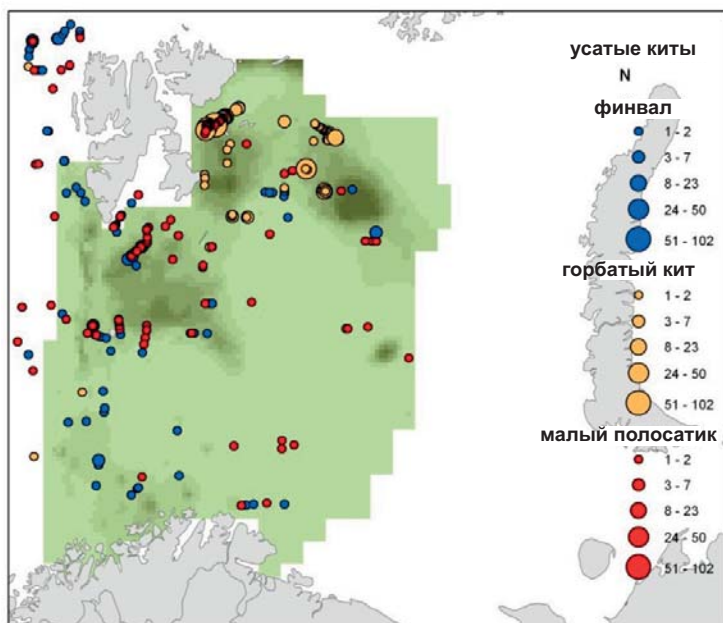 усатые киты
N
финвал
1 - 2
3 - 7
8 - 23
24 - 50
51 - 102
горбатый кит
1 - 2
3 - 7
8 - 23
24 - 50
51 - 102
малый полосатик
1 - 2
3 - 7
8 - 23
24 - 50
51 - 102